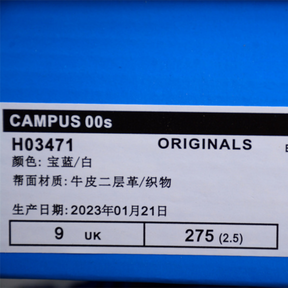 CAMPUS 00s
H03471 ORIGINALS
颜色: 宝蓝/白
帮面材质: 牛皮二层革/织物
生产日期: 2023年01月21日
9 UK 275 (2.5)